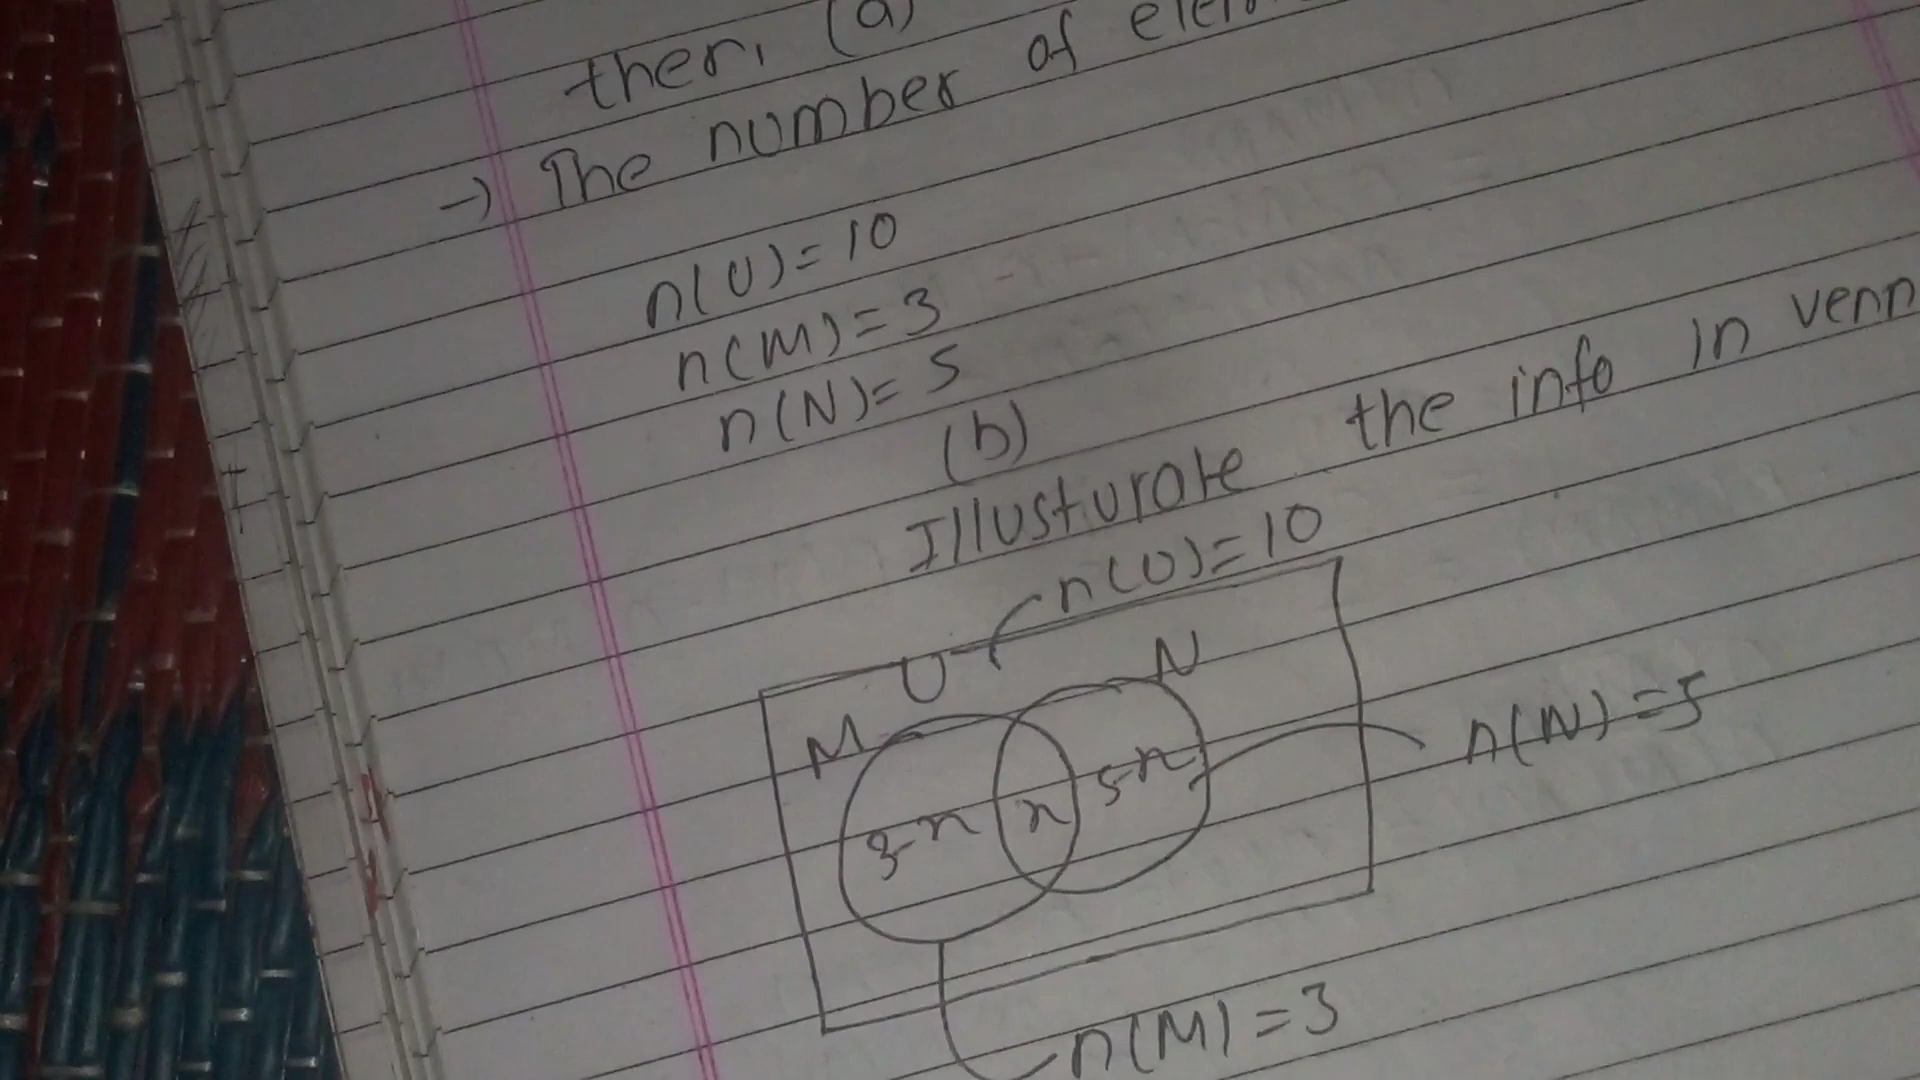 then, (a)
→ The number of
n(U)=10
n(M)=3
n(N)=5
(b)
Illusturate the info in venn
n(U)=10
U
N
M
3-x
x
5-x
n(N)=5
n(M)=3